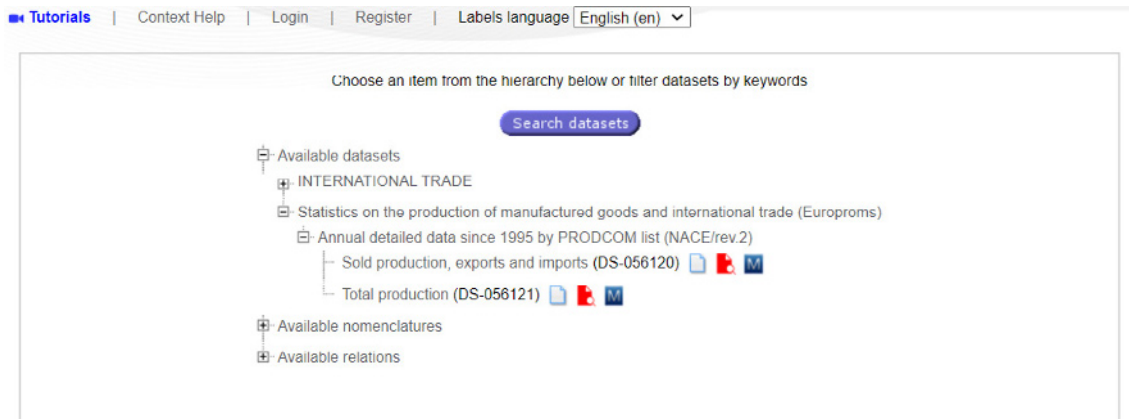 Tutorials | Context Help | Login | Register | Labels language English (en)
Choose an item from the hierarchy below or filter datasets by keywords
Search datasets
Available datasets
INTERNATIONAL TRADE
Statistics on the production of manufactured goods and international trade (Europroms)
Annual detailed data since 1995 by PRODCOM list (NACE/rev.2)
Sold production, exports and imports (DS-056120) M
Total production (DS-056121) M
Available nomenclatures
Available relations